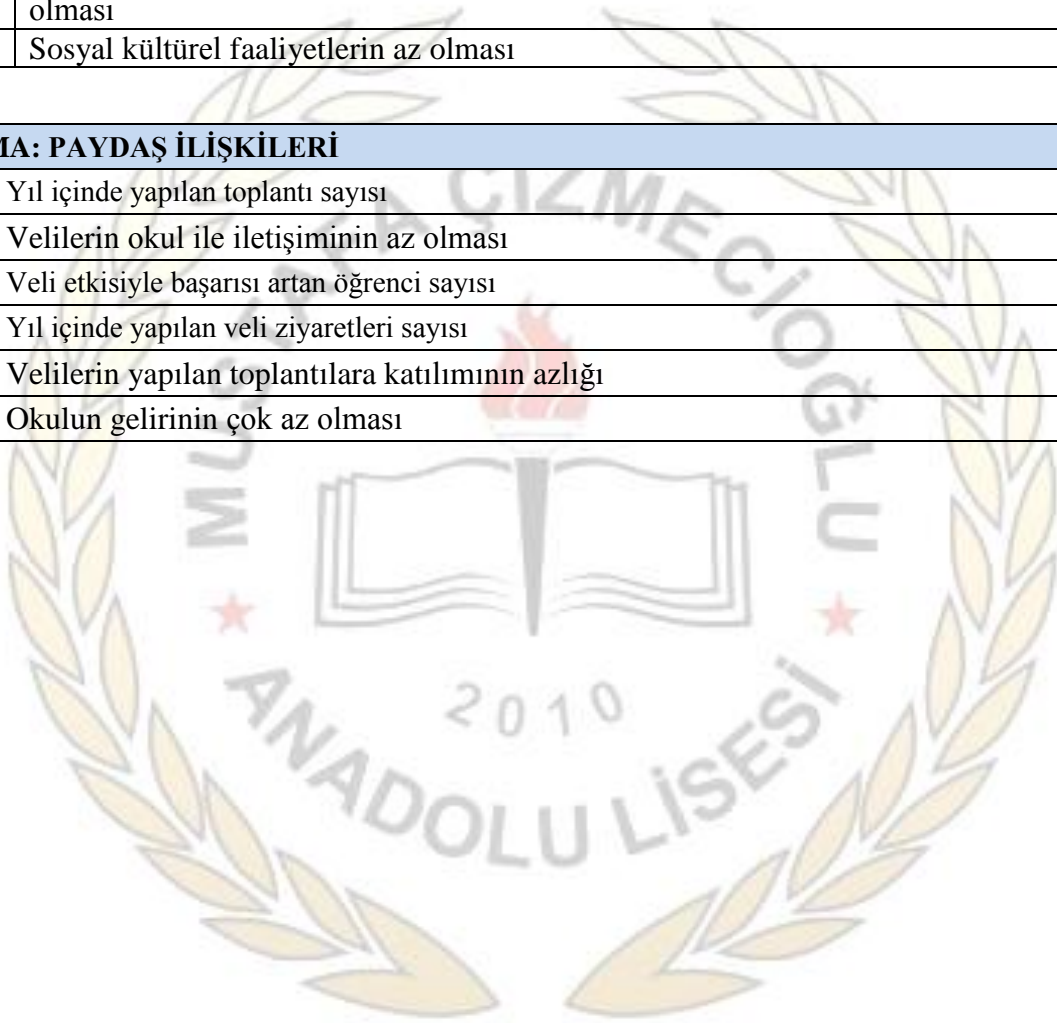 olması
Sosyal kültürel faaliyetlerin az olması
MA: PAYDAŞ İLİŞKİLERİ
Yıl içinde yapılan toplantı sayısı
Velilerin okul ile iletişiminin az olması
Veli etkisiyle başarısı artan öğrenci sayısı
Yıl içinde yapılan veli ziyaretleri sayısı
Velilerin yapılan toplantılara katılımının azlığı
Okulun gelirinin çok az olması
MUSTAFA ÇİZMECİOĞLU
2010
ANADOLU LİSESİ